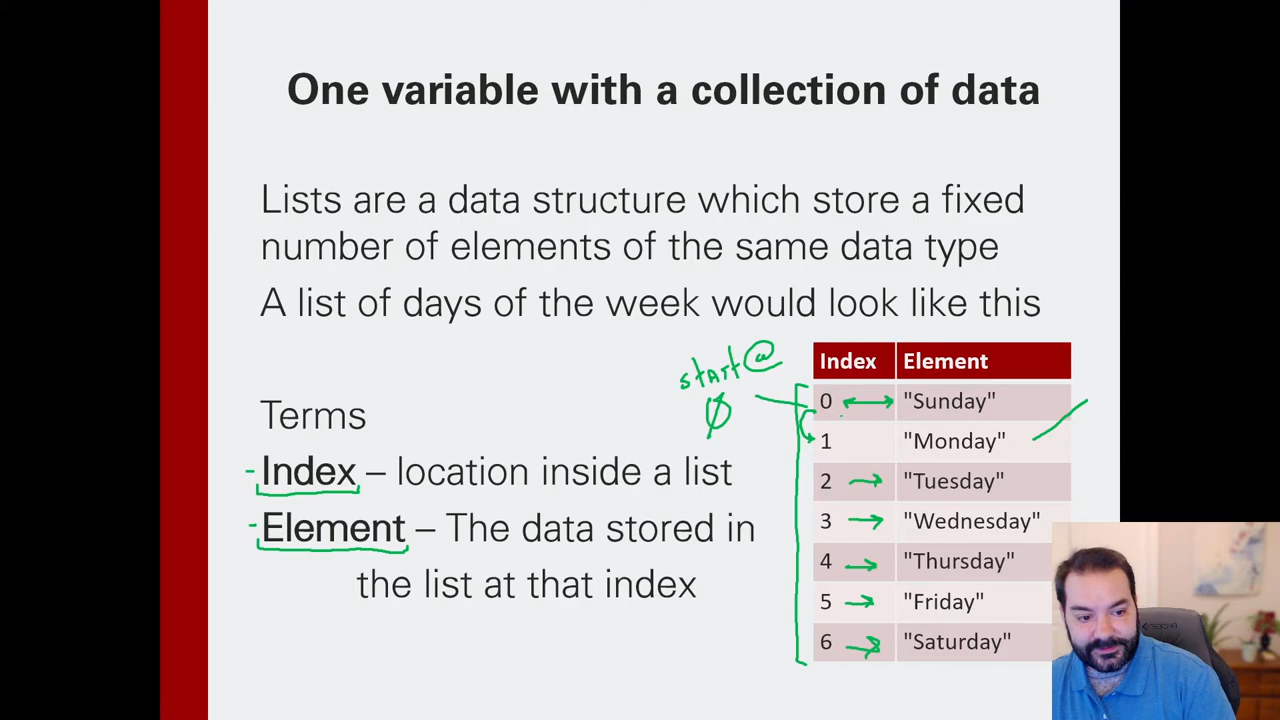 One variable with a collection of data
Lists are a data structure which store a fixed
number of elements of the same data type
A list of days of the week would look like this
start @
0
Terms
- Index – location inside a list
- Element – The data stored in
the list at that index
Index Element
0 "Sunday"
1 "Monday"
2 "Tuesday"
3 "Wednesday"
4 "Thursday"
5 "Friday"
6 "Saturday"